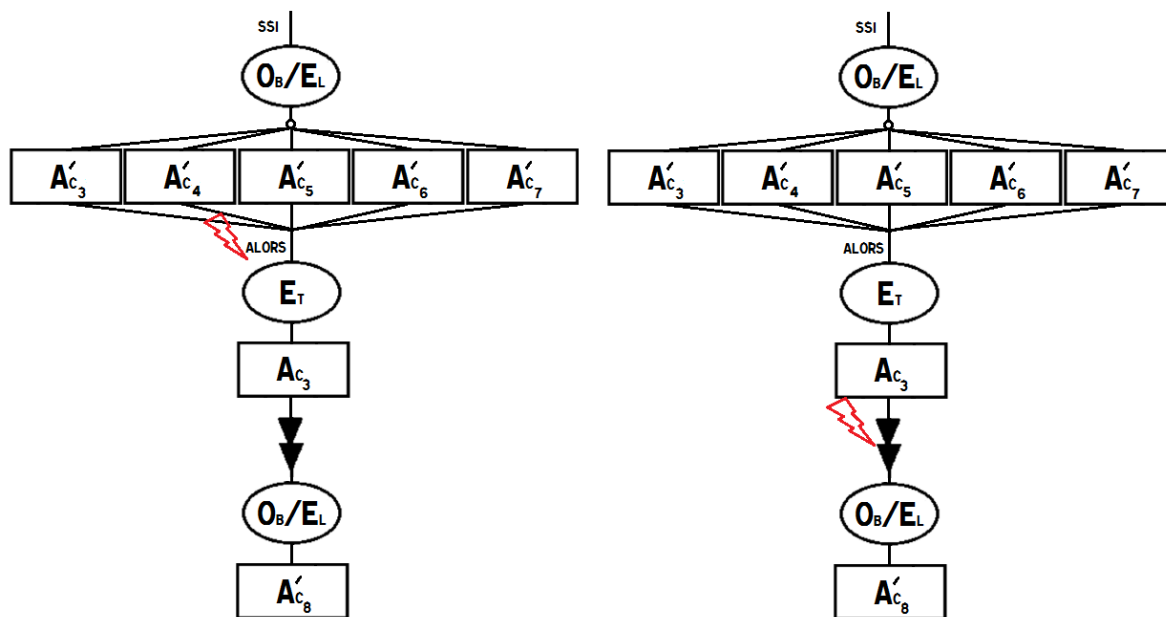 SSI
OB/EL
A'C3 A'C4 A'C5 A'C6 A'C7
ALORS
ET
AC3
OB/EL
A'C8
SSI
OB/EL
A'C3 A'C4 A'C5 A'C6 A'C7
ALORS
ET
AC3
OB/EL
A'C8